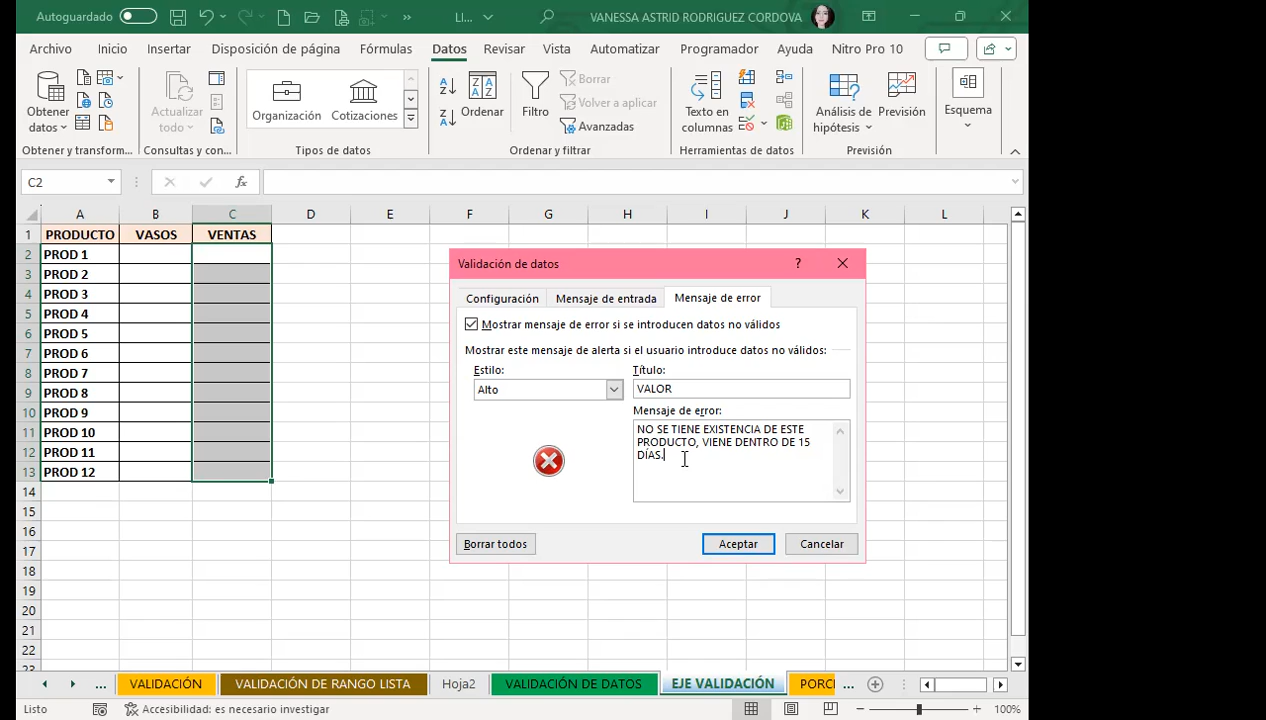 Autoguardado
LI...
VANESSA ASTRID RODRIGUEZ CORDOVA
Archivo Inicio Insertar Disposición de página Fórmulas Datos Revisar Vista Automatizar Programador Ayuda Nitro Pro 10
Obtener datos
Actualizar todo
Organización
Cotizaciones
Ordenar
Filtro
Borrar
Volver a aplicar
Avanzadas
Texto en columnas
Análisis de hipótesis
Previsión
Esquema
Obtener y transform... Consultas y con... Tipos de datos Ordenar y filtrar Herramientas de datos Previsión
C2
fx
A B C D E F G H I J K L
1 PRODUCTO VASOS VENTAS
2 PROD 1
3 PROD 2
4 PROD 3
5 PROD 4
6 PROD 5
7 PROD 6
8 PROD 7
9 PROD 8
10 PROD 9
11 PROD 10
12 PROD 11
13 PROD 12
14
15
16
17
18
19
20
21
22
23
Validación de datos
?
Configuración Mensaje de entrada Mensaje de error
Mostrar mensaje de error si se introducen datos no válidos
Mostrar este mensaje de alerta si el usuario introduce datos no válidos:
Estilo: Título:
Alto VALOR
Mensaje de error:
NO SE TIENE EXISTENCIA DE ESTE
PRODUCTO, VIENE DENTRO DE 15
DÍAS.
Borrar todos Aceptar Cancelar
... VALIDACIÓN VALIDACIÓN DE RANGO LISTA Hoja2 VALIDACIÓN DE DATOS EJE VALIDACIÓN PORCI ...
Listo Accesibilidad: es necesario investigar 100%